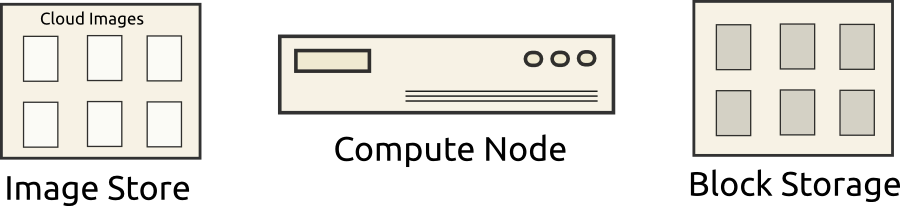 Cloud Images
Image Store
Compute Node
Block Storage